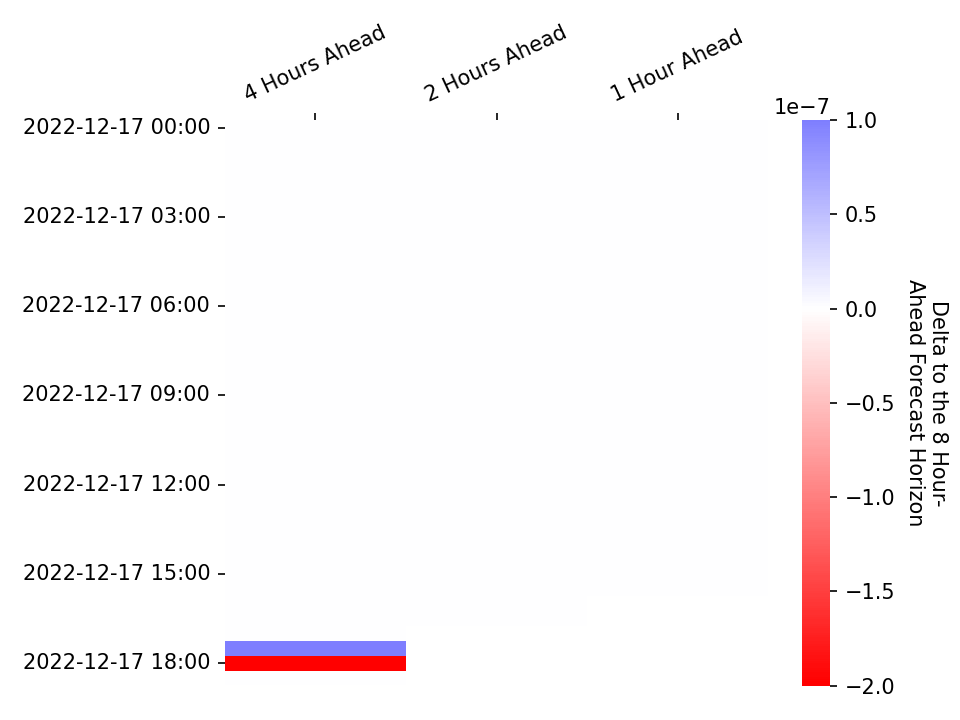 4 Hours Ahead
2 Hours Ahead
1 Hour Ahead
1e−7
2022-12-17 00:00
2022-12-17 03:00
2022-12-17 06:00
2022-12-17 09:00
2022-12-17 12:00
2022-12-17 15:00
2022-12-17 18:00
1.0
0.5
0.0
−0.5
−1.0
−1.5
−2.0
Delta to the 8 Hour-
Ahead Forecast Horizon